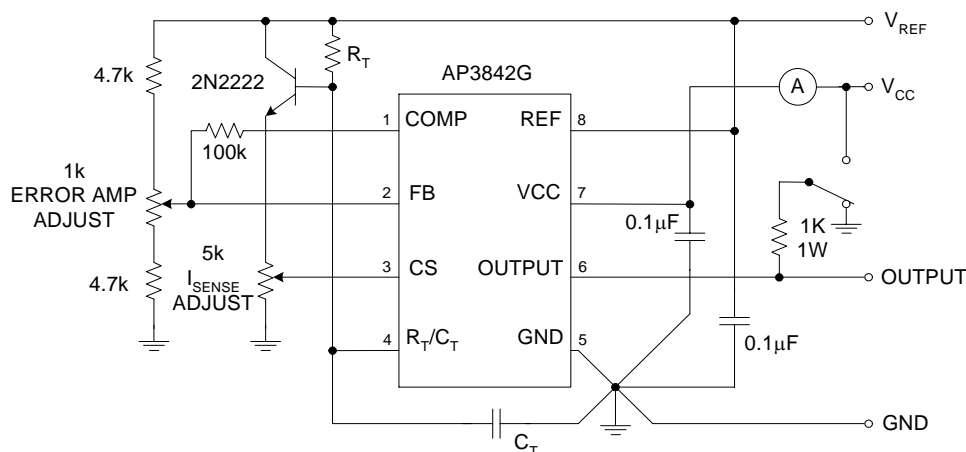 V_REF
4.7k
2N2222
R_T
AP3842G
A
V_CC
1
COMP
REF
8
100k
1k
ERROR AMP
ADJUST
2
FB
VCC
7
0.1μF
1K
1W
5k
I_SENSE
ADJUST
4.7k
3
CS
OUTPUT
6
OUTPUT
4
R_T/C_T
GND
5
0.1μF
C_T
GND